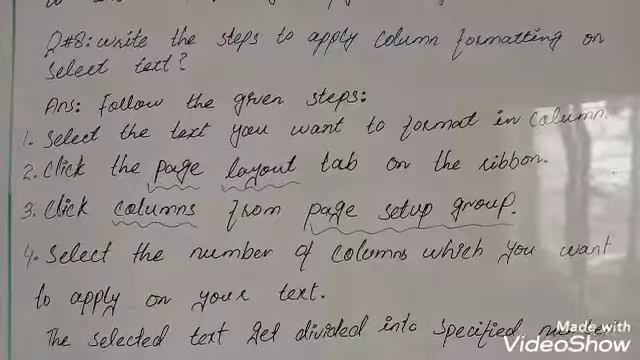 Q#8: write the steps to apply column formatting on
select text?
Ans: Follow the given steps:
1. Select the text you want to format in column
2. Click the page layout tab on the ribbon.
3. Click columns from page setup group.
4. Select the number of columns which you want
to apply on your text.
The selected text get divided into specified number
Made with
VideoShow